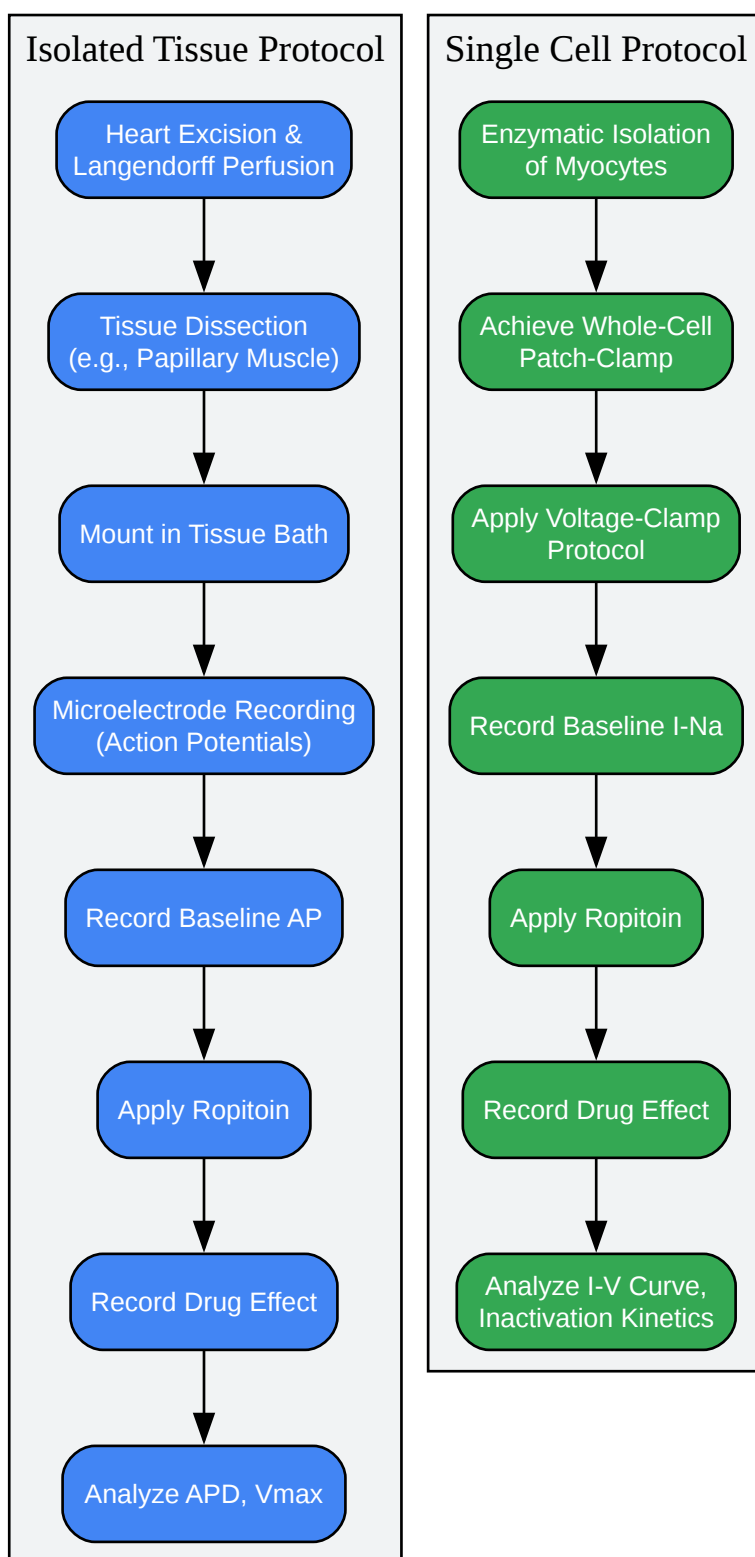 Isolated Tissue Protocol
Heart Excision &
Langendorff Perfusion
Tissue Dissection
(e.g., Papillary Muscle)
Mount in Tissue Bath
Microelectrode Recording
(Action Potentials)
Record Baseline AP
Apply Ropitoin
Record Drug Effect
Analyze APD, Vmax
Single Cell Protocol
Enzymatic Isolation
of Myocytes
Achieve Whole-Cell
Patch-Clamp
Apply Voltage-Clamp
Protocol
Record Baseline I-Na
Apply Ropitoin
Record Drug Effect
Analyze I-V Curve,
Inactivation Kinetics